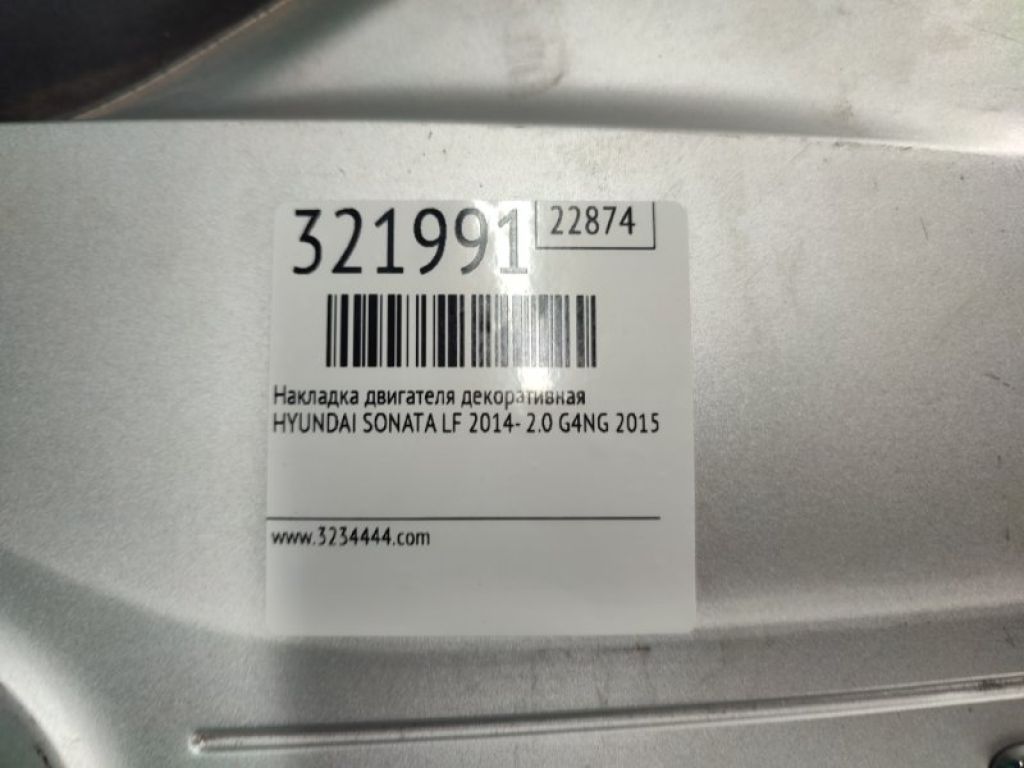 321991 22874
Накладка двигателя декоративная
HYUNDAI SONATA LF 2014- 2.0 G4NG 2015
www.3234444.com